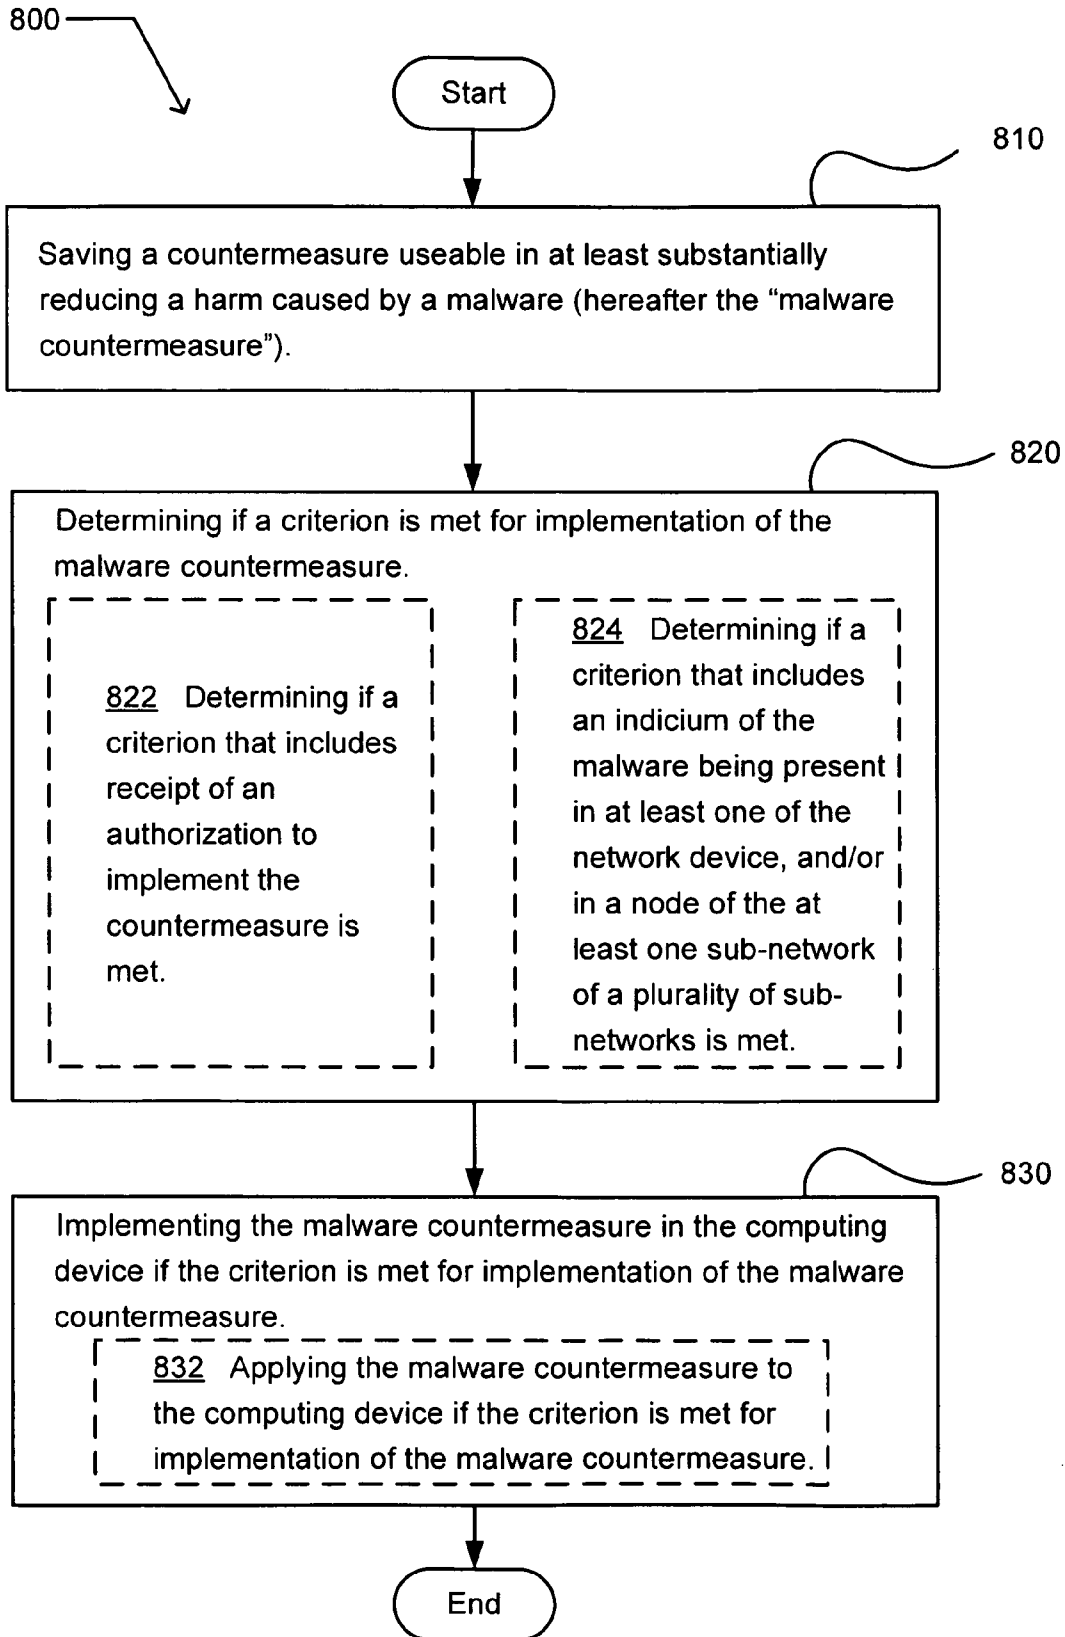 800
Start
810
Saving a countermeasure useable in at least substantially
reducing a harm caused by a malware (hereafter the “malware
countermeasure”).
820
Determining if a criterion is met for implementation of the
malware countermeasure.
822 Determining if a
criterion that includes
receipt of an
authorization to
implement the
countermeasure is
met.
824 Determining if a
criterion that includes
an indicium of the
malware being present
in at least one of the
network device, and/or
in a node of the at
least one sub-network
of a plurality of sub-
networks is met.
830
Implementing the malware countermeasure in the computing
device if the criterion is met for implementation of the malware
countermeasure.
832 Applying the malware countermeasure to
the computing device if the criterion is met for
implementation of the malware countermeasure.
End